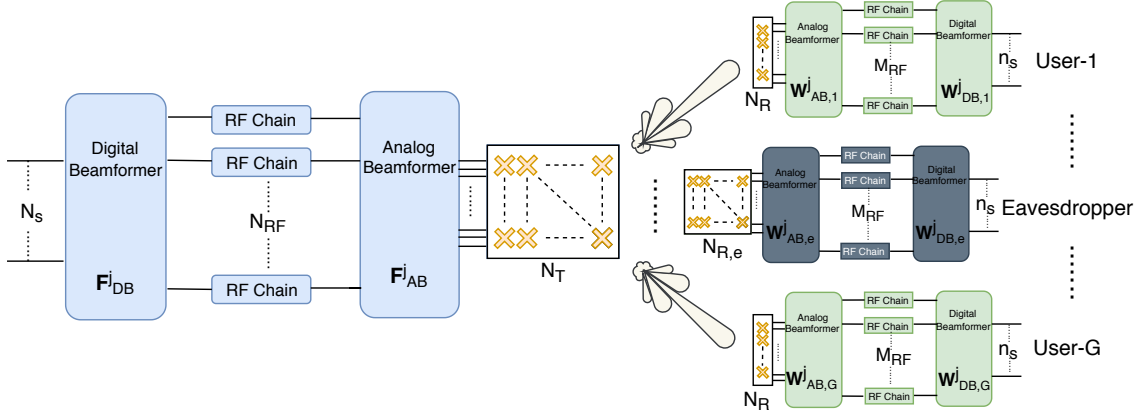 Digital
Beamformer
F^j_DB
N_s
RF Chain
RF Chain
N_RF
RF Chain
Analog
Beamformer
F^j_AB
N_T
N_R
Analog
Beamformer
W^j_AB,1
RF Chain
RF Chain
M_RF
RF Chain
Digital
Beamformer
W^j_DB,1
n_s
User-1
N_R,e
Analog
Beamformer
W^j_AB,e
RF Chain
RF Chain
M_RF
RF Chain
Digital
Beamformer
W^j_DB,e
n_s
Eavesdropper
N_R
Analog
Beamformer
W^j_AB,G
RF Chain
RF Chain
M_RF
RF Chain
Digital
Beamformer
W^j_DB,G
n_s
User-G